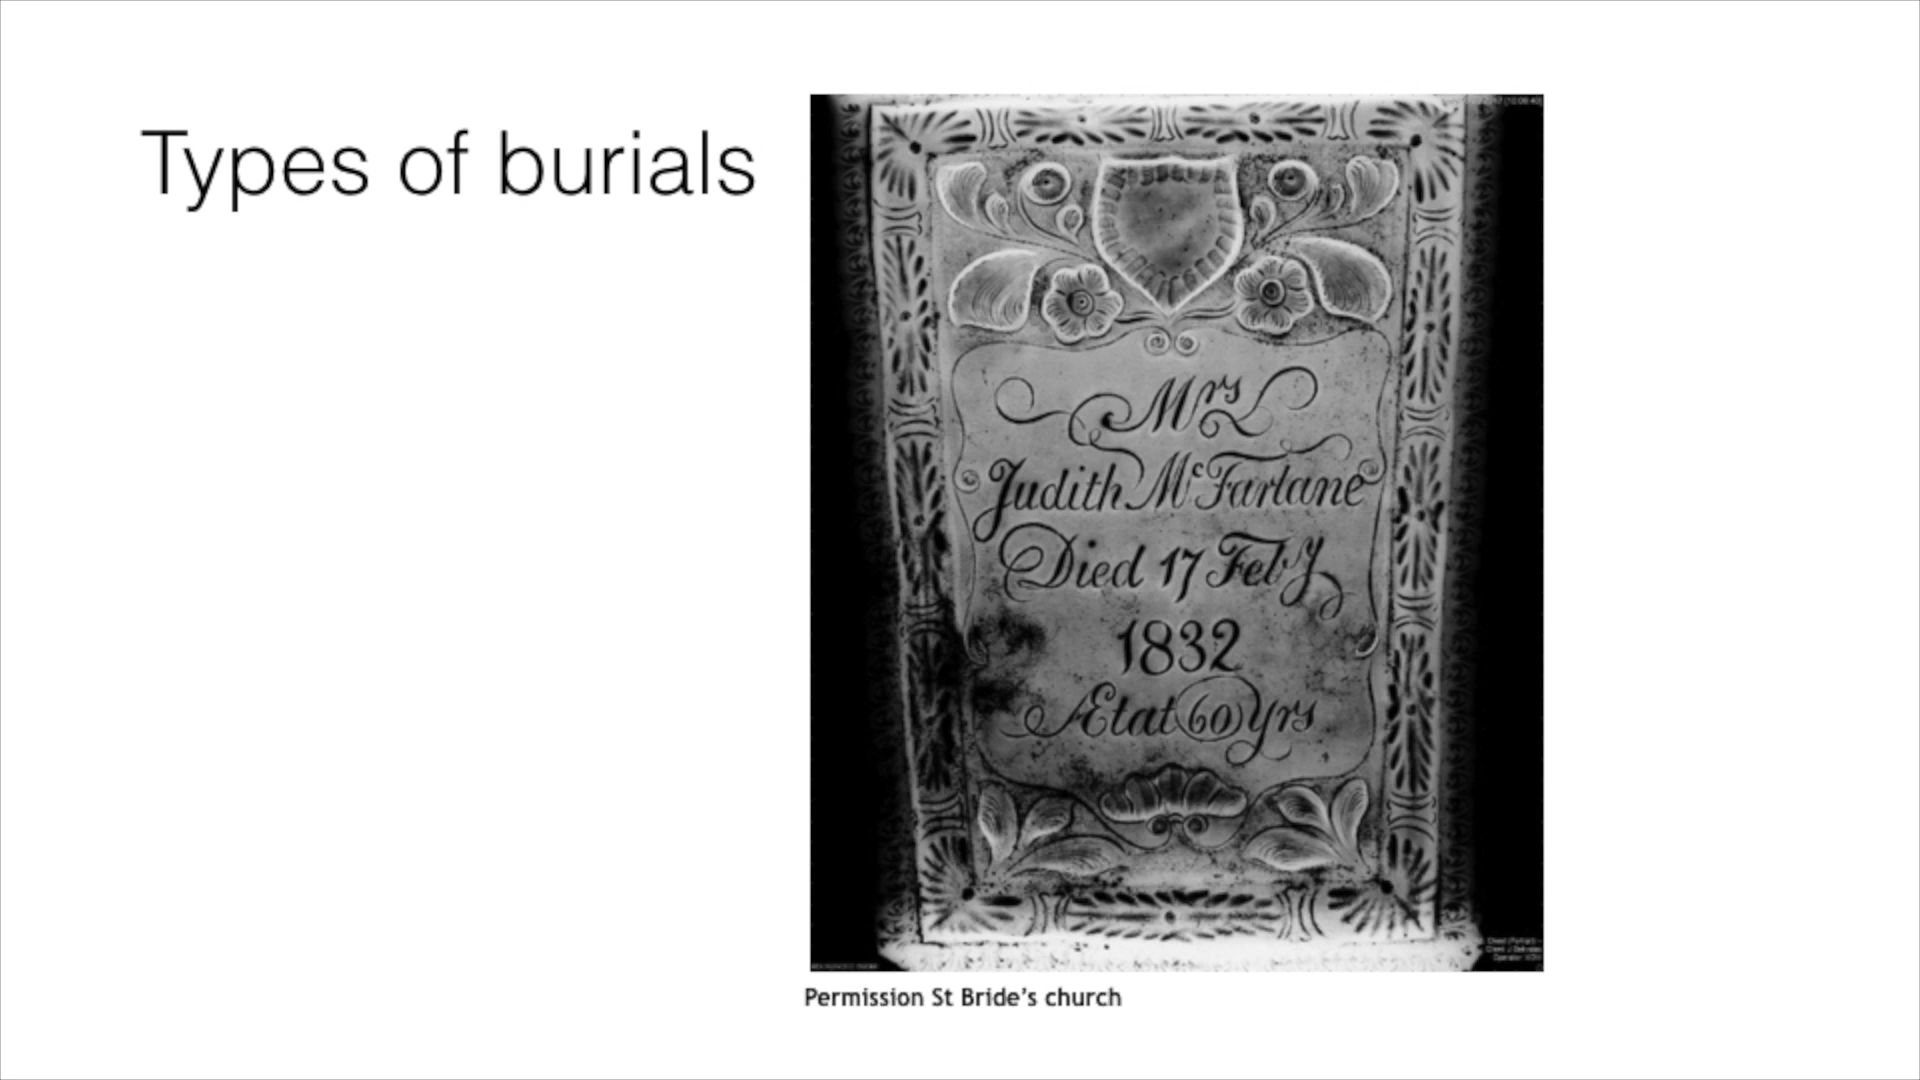 Types of burials
Mrs
Judith McFarlane
Died 17 Feby
1832
Ætat 60 Yrs
Permission St Bride's church